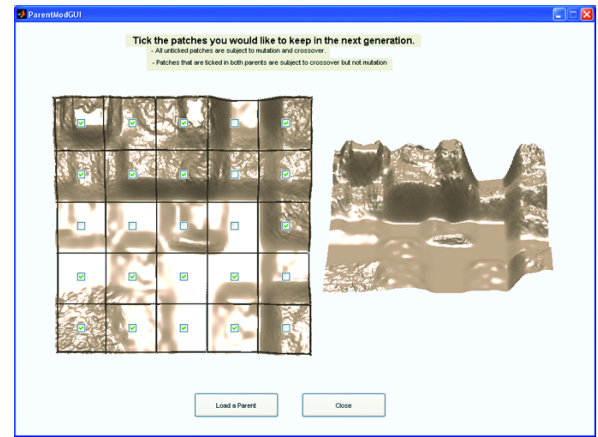 ParentModGUI
Tick the patches you would like to keep in the next generation.
- All unticked patches are subject to mutation and crossover.
- Patches that are ticked in both parents are subject to crossover but not mutation
Load a Parent
Close